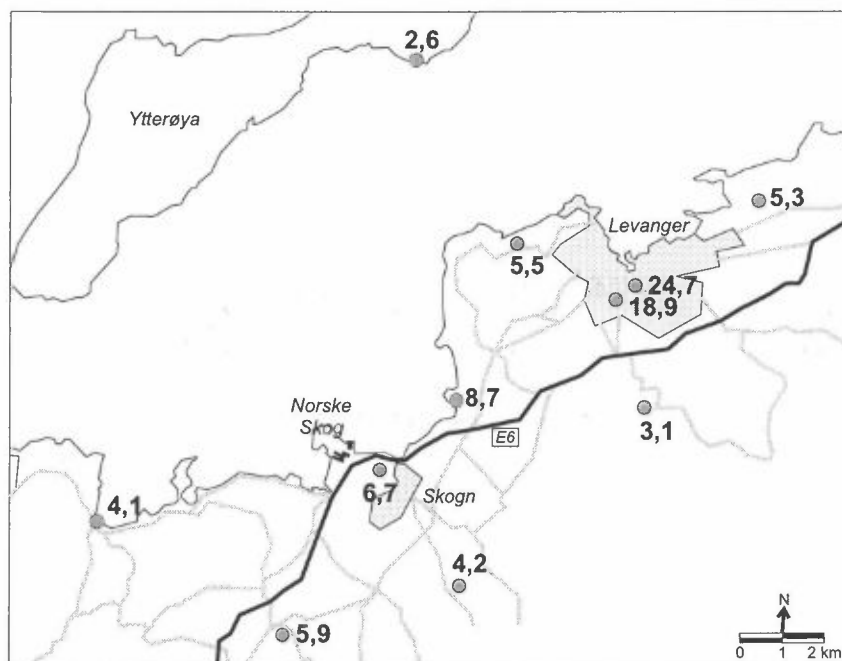 2,6
Ytterøya
5,3
Levanger
5,5
24,7
18,9
8,7
Norske
Skog
E6
3,1
6,7
Skogn
4,1
4,2
5,9
N
0 1 2 km